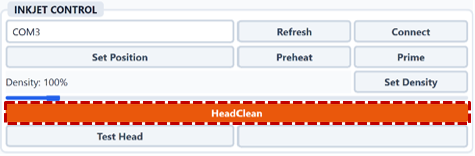 INKJET CONTROL
COM3 Refresh Connect
Set Position Preheat Prime
Density: 100% Set Density
HeadClean
Test Head